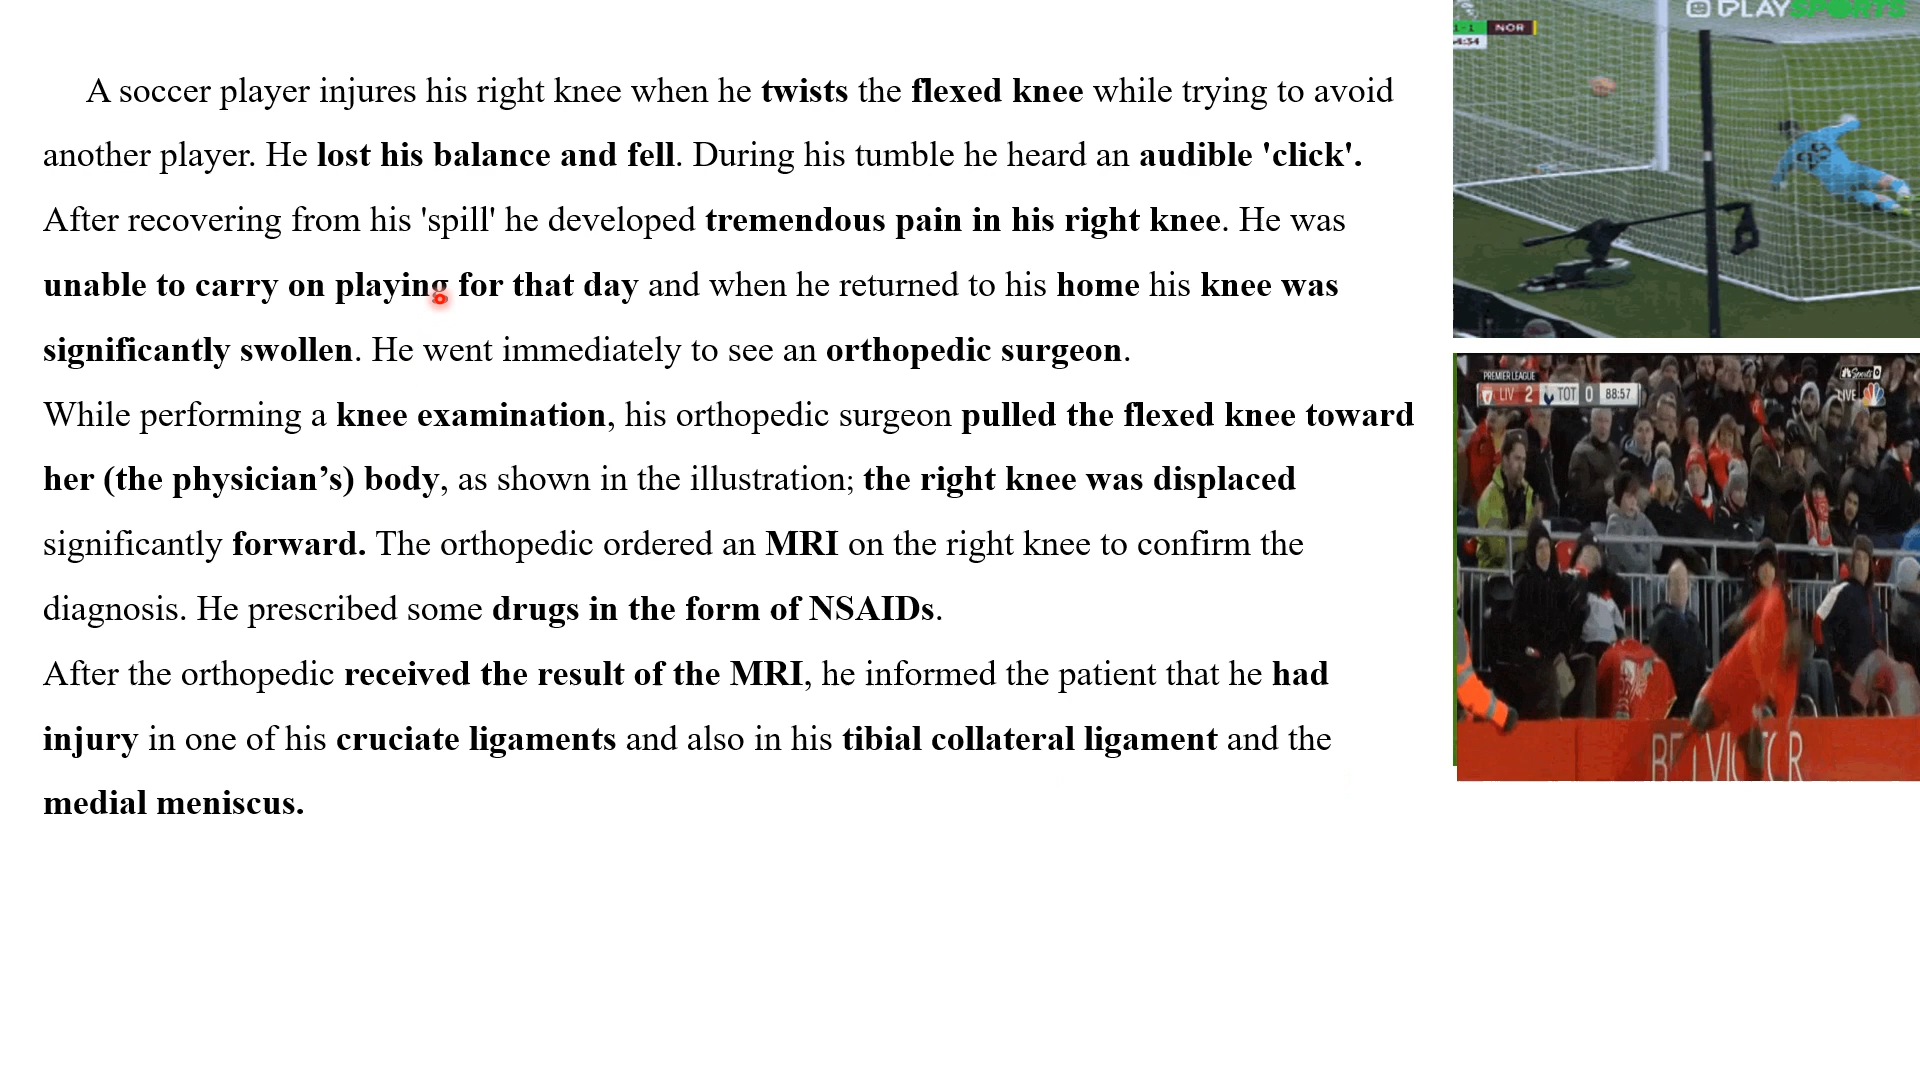 A soccer player injures his right knee when he twists the flexed knee while trying to avoid
another player. He lost his balance and fell. During his tumble he heard an audible 'click'.
After recovering from his 'spill' he developed tremendous pain in his right knee. He was
unable to carry on playing for that day and when he returned to his home his knee was
significantly swollen. He went immediately to see an orthopedic surgeon.
While performing a knee examination, his orthopedic surgeon pulled the flexed knee toward
her (the physician’s) body, as shown in the illustration; the right knee was displaced
significantly forward. The orthopedic ordered an MRI on the right knee to confirm the
diagnosis. He prescribed some drugs in the form of NSAIDs.
After the orthopedic received the result of the MRI, he informed the patient that he had
injury in one of his cruciate ligaments and also in his tibial collateral ligament and the
medial meniscus.
PLAYSPORTS
1-1 NOR
PREMIER LEAGUE
LIV 2 TOT 0 88:57
Sports
LIVE